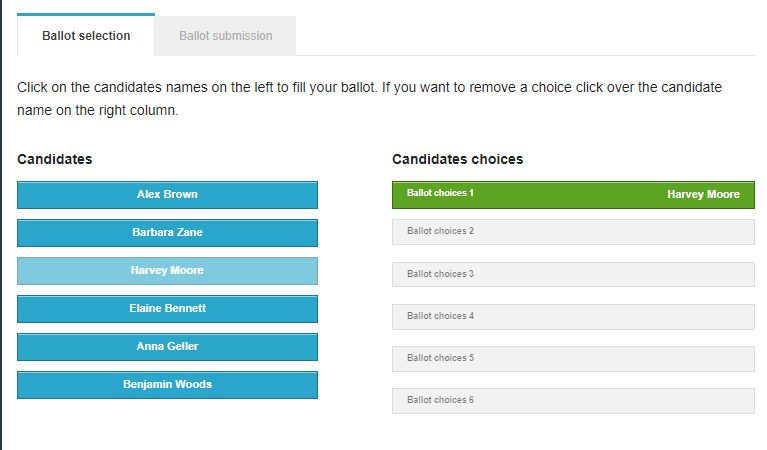 Ballot selection
Ballot submission
Click on the candidates names on the left to fill your ballot. If you want to remove a choice click over the candidate
name on the right column.
Candidates
Alex Brown
Barbara Zane
Harvey Moore
Elaine Bennett
Anna Geller
Benjamin Woods
Candidates choices
Ballot choices 1 Harvey Moore
Ballot choices 2
Ballot choices 3
Ballot choices 4
Ballot choices 5
Ballot choices 6